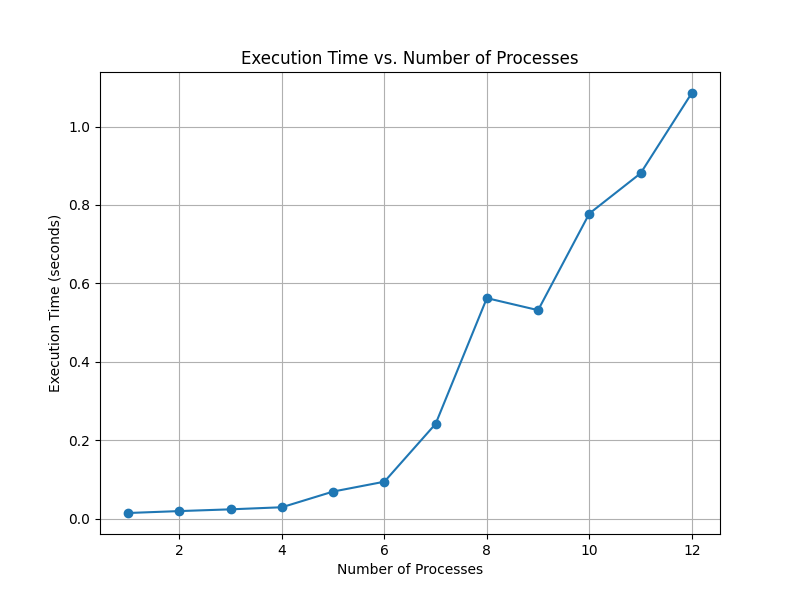 Execution Time vs. Number of Processes
1.0
0.8
0.6
0.4
0.2
0.0
Execution Time (seconds)
2 4 6 8 10 12
Number of Processes